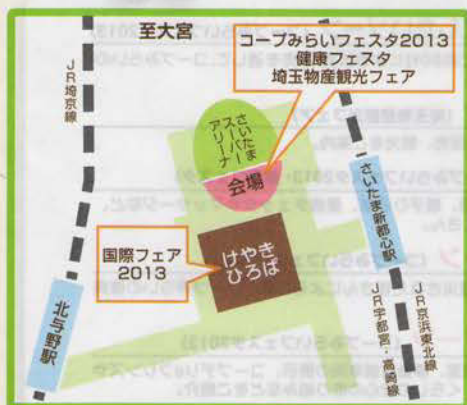 至大宮
コープみらいフェスタ2013
健康フェスタ
埼玉物産観光フェア
JR埼京線
さいたま
スーパー
アリーナ
会場
さいたま新都心駅
国際フェア
2013
けやき
ひろば
北与野駅
JR京浜東北線
JR宇都宮・高崎線